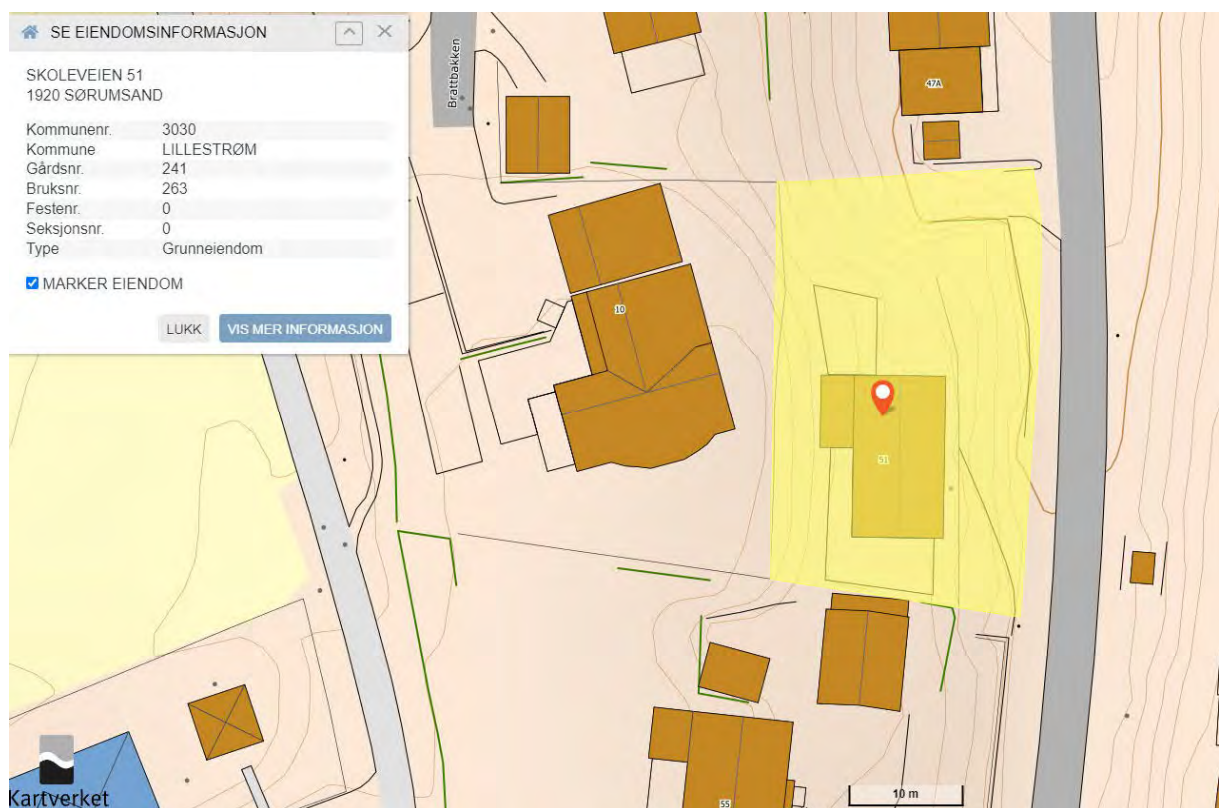 SE EIENDOMSINFORMASJON
SKOLEVEIEN 51
1920 SØRUMSAND
Kommunenr. 3030
Kommune LILLESTRØM
Gårdsnr. 241
Bruksnr. 263
Festenr. 0
Seksjonsnr. 0
Type Grunneiendom
MARKER EIENDOM
LUKK VIS MER INFORMASJON
Brattbakken
47A
10
51
55
Kartverket
10 m